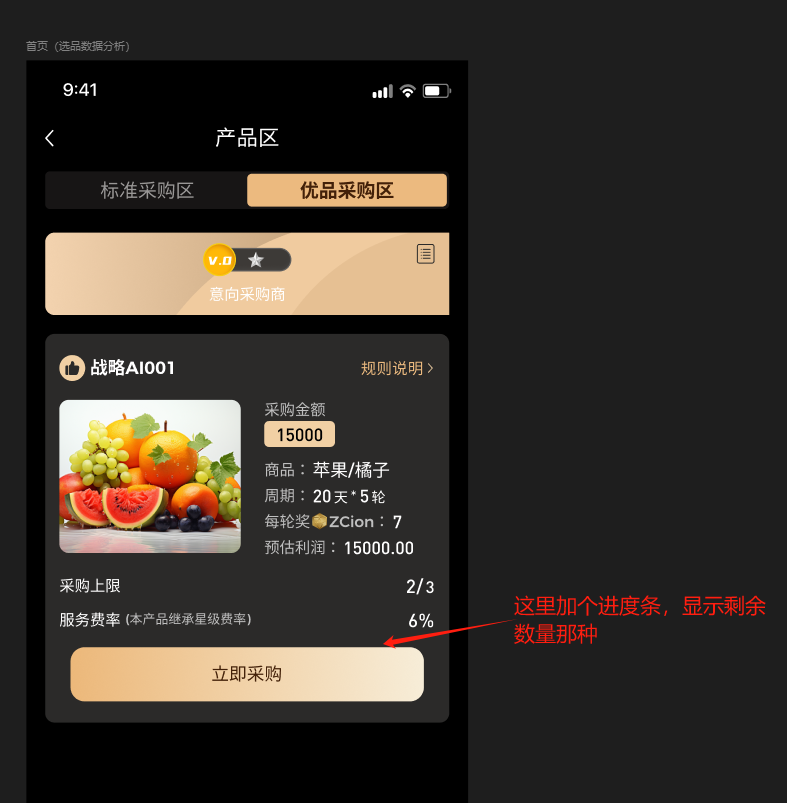 首页（选品数据分析）
9:41
产品区
标准采购区 优品采购区
V.0
意向采购商
战略AI001 规则说明
采购金额
15000
商品：苹果/橘子
周期：20天*5轮
每轮奖ZCion：7
预估利润：15000.00
采购上限 2/3
服务费率 (本产品继承星级费率) 6%
这里加个进度条，显示剩余
数量那种
立即采购